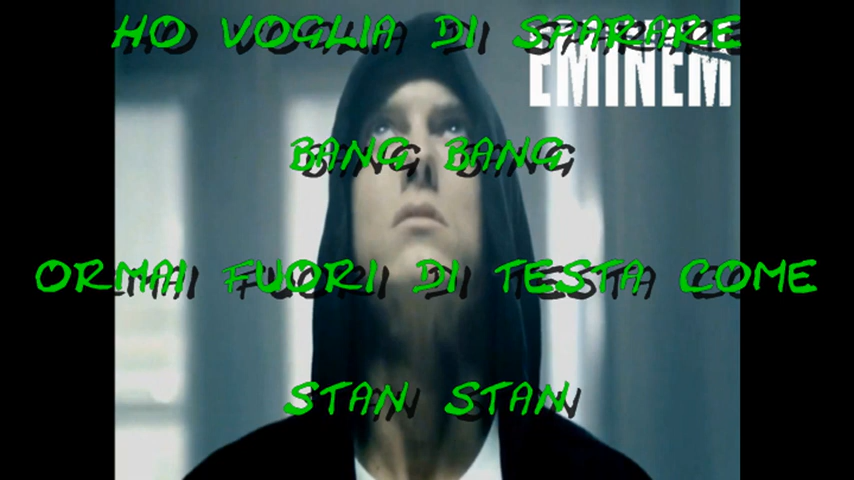 HO VOGLIA DI SPARARE
EMINEM
BANG BANG
ORMAI FUORI DI TESTA COME
STAN STAN